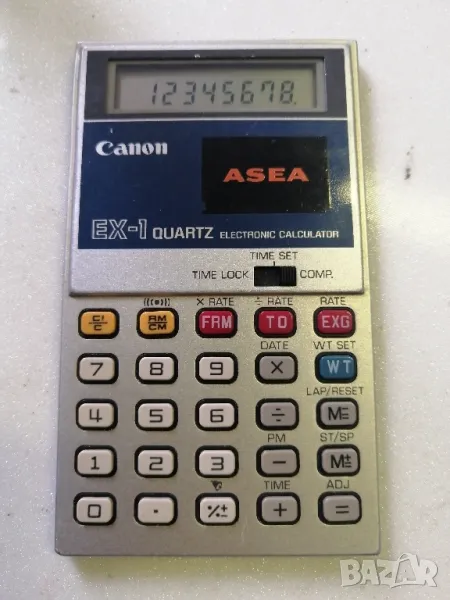 12345678.
Canon
ASEA
EX-1 QUARTZ ELECTRONIC CALCULATOR
TIME SET
TIME LOCK COMP.
((•)) × RATE ÷ RATE RATE
CI/C RM/CM FRM TO EXG
DATE WT SET
7 8 9 × WT
LAP/RESET
4 5 6 ÷ M=
PM ST/SP
1 2 3 − M±
TIME ADJ
0 . %± + =
BAZAR